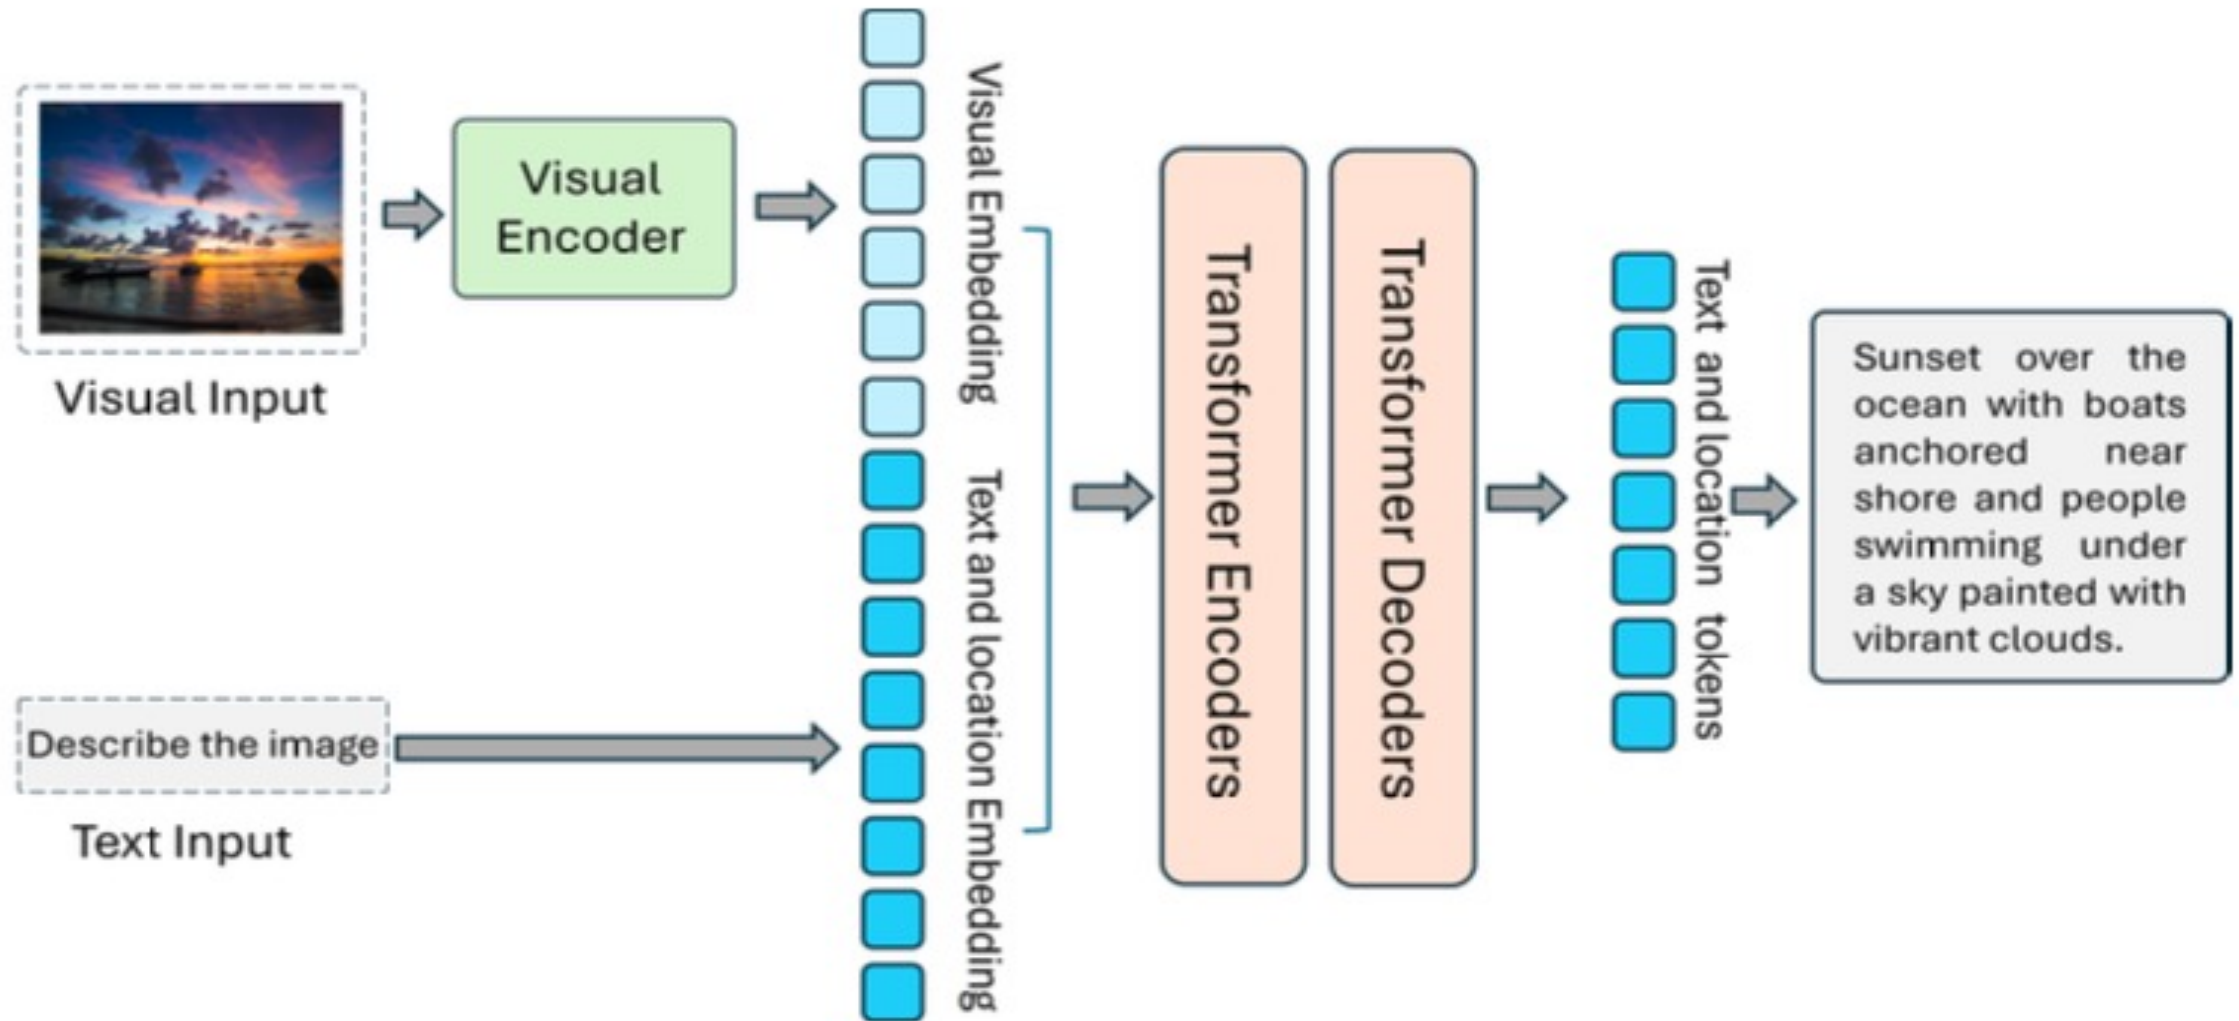 Visual Input
Visual
Encoder
Visual Embedding
Describe the image
Text Input
Text and location Embedding
Transformer Encoders
Transformer Decoders
Text and location tokens
Sunset over the
ocean with boats
anchored near
shore and people
swimming under
a sky painted with
vibrant clouds.